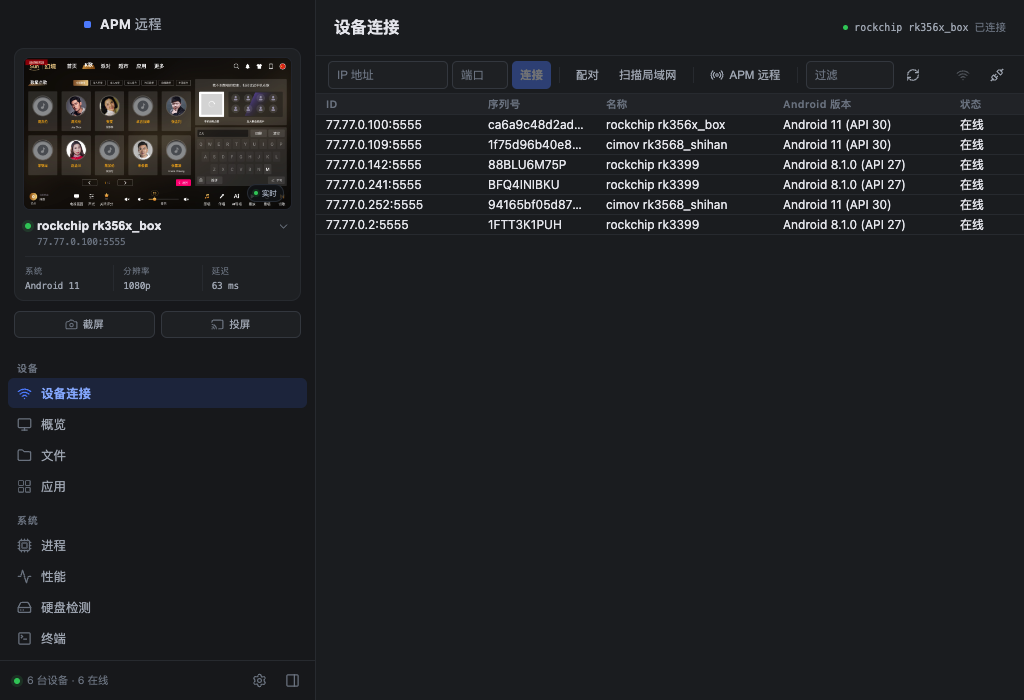 APM 远程
设备连接
rockchip rk356x_box 已连接
IP 地址
端口
连接
配对
扫描局域网
APM 远程
过滤
ID 序列号 名称 Android 版本 状态
77.77.0.100:5555 ca6a9c48d2ad... rockchip rk356x_box Android 11 (API 30) 在线
77.77.0.109:5555 1f75d96b40e8... cimov rk3568_shihan Android 11 (API 30) 在线
77.77.0.142:5555 88BLU6M75P rockchip rk3399 Android 8.1.0 (API 27) 在线
77.77.0.241:5555 BFQ4INIBKU rockchip rk3399 Android 8.1.0 (API 27) 在线
77.77.0.252:5555 94165bf05d87... cimov rk3568_shihan Android 11 (API 30) 在线
77.77.0.2:5555 1FTT3K1PUH rockchip rk3399 Android 8.1.0 (API 27) 在线
首页
应用
更多
实时
rockchip rk356x_box
77.77.0.100:5555
系统 分辨率 延迟
Android 11 1080p 63 ms
截屏 投屏
设备
设备连接
概览
文件
应用
系统
进程
性能
硬盘检测
终端
6 台设备 · 6 在线